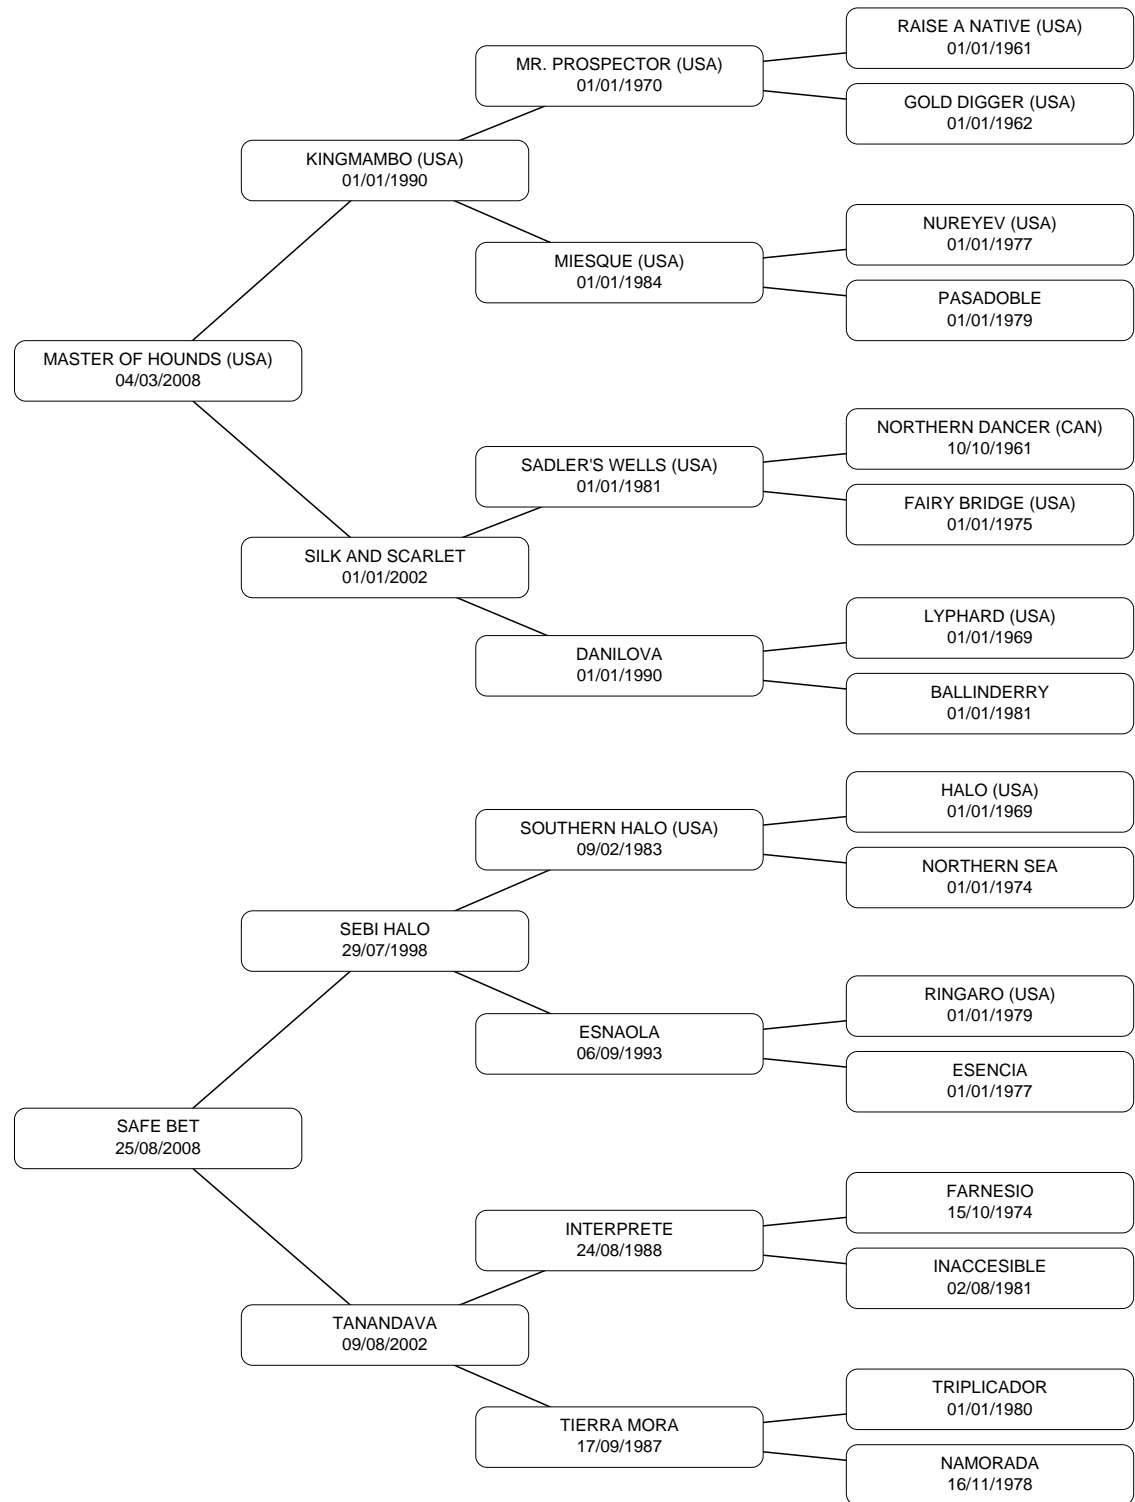 RAISE A NATIVE (USA)
01/01/1961
MR. PROSPECTOR (USA)
01/01/1970
GOLD DIGGER (USA)
01/01/1962
KINGMAMBO (USA)
01/01/1990
NUREYEV (USA)
01/01/1977
MIESQUE (USA)
01/01/1984
PASADOBLE
01/01/1979
MASTER OF HOUNDS (USA)
04/03/2008
NORTHERN DANCER (CAN)
10/10/1961
SADLER'S WELLS (USA)
01/01/1981
FAIRY BRIDGE (USA)
01/01/1975
SILK AND SCARLET
01/01/2002
LYPHARD (USA)
01/01/1969
DANILOVA
01/01/1990
BALLINDERRY
01/01/1981
HALO (USA)
01/01/1969
SOUTHERN HALO (USA)
09/02/1983
NORTHERN SEA
01/01/1974
SEBI HALO
29/07/1998
RINGARO (USA)
01/01/1979
ESNAOLA
06/09/1993
ESENCIA
01/01/1977
SAFE BET
25/08/2008
FARNESIO
15/10/1974
INTERPRETE
24/08/1988
INACCESIBLE
02/08/1981
TANANDAVA
09/08/2002
TRIPLICADOR
01/01/1980
TIERRA MORA
17/09/1987
NAMORADA
16/11/1978